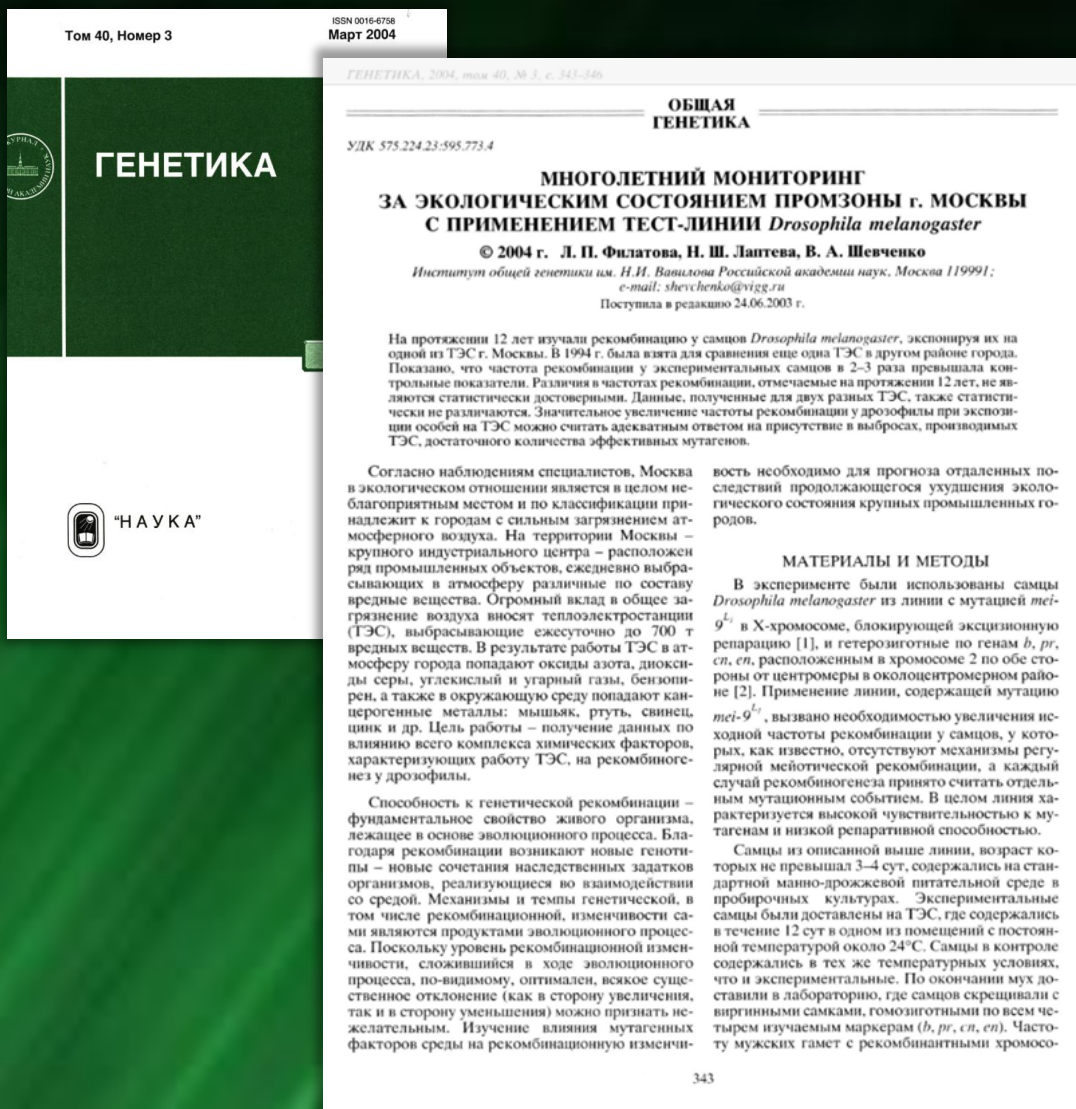 Том 40, Номер 3
ISSN 0016-6758
Март 2004
ГЕНЕТИКА
"НАУКА"
ГЕНЕТИКА, 2004, том 40, № 3, с. 343–346
ОБЩАЯ
ГЕНЕТИКА
УДК 575.224.23:595.773.4
МНОГОЛЕТНИЙ МОНИТОРИНГ
ЗА ЭКОЛОГИЧЕСКИМ СОСТОЯНИЕМ ПРОМЗОНЫ г. МОСКВЫ
С ПРИМЕНЕНИЕМ ТЕСТ-ЛИНИИ Drosophila melanogaster
© 2004 г. Л. П. Филатова, Н. Ш. Лаптева, В. А. Шевченко
Институт общей генетики им. Н.И. Вавилова Российской академии наук, Москва 119991;
e-mail: shevchenko@vigg.ru
Поступила в редакцию 24.06.2003 г.
На протяжении 12 лет изучали рекомбинацию у самцов Drosophila melanogaster, экспонируя их на
одной из ТЭС г. Москвы. В 1994 г. была взята для сравнения еще одна ТЭС в другом районе города.
Показано, что частота рекомбинации у экспериментальных самцов в 2–3 раза превышала кон-
трольные показатели. Различия в частотах рекомбинации, отмечаемые на протяжении 12 лет, не яв-
ляются статистически достоверными. Данные, полученные для двух разных ТЭС, также статисти-
чески не различаются. Значительное увеличение частоты рекомбинации у дрозофилы при экспози-
ции особей на ТЭС можно считать адекватным ответом на присутствие в выбросах, производимых
ТЭС, достаточного количества эффективных мутагенов.
Согласно наблюдениям специалистов, Москва
в экологическом отношении является в целом не-
благоприятным местом и по классификации при-
надлежит к городам с сильным загрязнением ат-
мосферного воздуха. На территории Москвы –
крупного индустриального центра – расположен
ряд промышленных объектов, ежедневно выбра-
сывающих в атмосферу различные по составу
вредные вещества. Огромный вклад в общее за-
грязнение воздуха вносят теплоэлектростанции
(ТЭС), выбрасывающие ежесуточно до 700 т
вредных веществ. В результате работы ТЭС в ат-
мосферу города попадают оксиды азота, диокси-
ды серы, углекислый и угарный газы, бензопи-
рен, а также в окружающую среду попадают кан-
церогенные металлы: мышьяк, ртуть, свинец,
цинк и др. Цель работы – получение данных по
влиянию всего комплекса химических факторов,
характеризующих работу ТЭС, на рекомбиноге-
нез у дрозофилы.
Способность к генетической рекомбинации –
фундаментальное свойство живого организма,
лежащее в основе эволюционного процесса. Бла-
годаря рекомбинации возникают новые геноти-
пы – новые сочетания наследственных задатков
организмов, реализующиеся во взаимодействии
со средой. Механизмы и темпы генетической, в
том числе рекомбинационной, изменчивости са-
ми являются продуктами эволюционного процес-
са. Поскольку уровень рекомбинационной измен-
чивости, сложившийся в ходе эволюционного
процесса, по-видимому, оптимален, всякое суще-
ственное отклонение (как в сторону увеличения,
так и в сторону уменьшения) можно признать не-
желательным. Изучение влияния мутагенных
факторов среды на рекомбинационную изменчи-
вость необходимо для прогноза отдаленных по-
следствий продолжающегося ухудшения эколо-
гического состояния крупных промышленных го-
родов.
МАТЕРИАЛЫ И МЕТОДЫ
В эксперименте были использованы самцы
Drosophila melanogaster из линии с мутацией mei-
9^L1 в X-хромосоме, блокирующей эксцизионную
репарацию [1], и гетерозиготные по генам b, pr,
cn, en, расположенным в хромосоме 2 по обе сто-
роны от центромеры в околоцентромерном райо-
не [2]. Применение линии, содержащей мутацию
mei-9^L1, вызвано необходимостью увеличения ис-
ходной частоты рекомбинации у самцов, у кото-
рых, как известно, отсутствуют механизмы регу-
лярной мейотической рекомбинации, а каждый
случай рекомбиногенеза принято считать отдель-
ным мутационным событием. В целом линия ха-
рактеризуется высокой чувствительностью к му-
тагенам и низкой репаративной способностью.
Самцы из описанной выше линии, возраст ко-
торых не превышал 3–4 сут, содержались на стан-
дартной манно-дрожжевой питательной среде в
пробирочных культурах. Экспериментальные
самцы были доставлены на ТЭС, где содержались
в течение 12 сут в одном из помещений с постоян-
ной температурой около 24°C. Самцы в контроле
содержались в тех же температурных условиях,
что и экспериментальные. По окончании мух до-
ставили в лабораторию, где самцов скрещивали с
виргинными самками, гомозиготными по всем че-
тырем изучаемым маркерам (b, pr, cn, en). Часто-
ту мужских гамет с рекомбинантными хромосо-
343